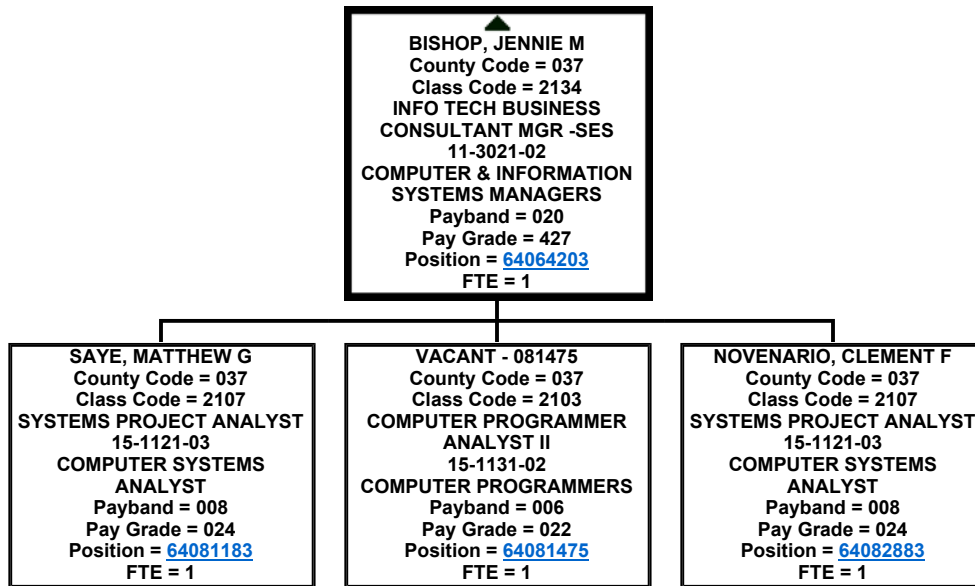 BISHOP, JENNIE M
County Code = 037
Class Code = 2134
INFO TECH BUSINESS
CONSULTANT MGR -SES
11-3021-02
COMPUTER & INFORMATION
SYSTEMS MANAGERS
Payband = 020
Pay Grade = 427
Position = 64064203
FTE = 1
SAYE, MATTHEW G
County Code = 037
Class Code = 2107
SYSTEMS PROJECT ANALYST
15-1121-03
COMPUTER SYSTEMS
ANALYST
Payband = 008
Pay Grade = 024
Position = 64081183
FTE = 1
VACANT - 081475
County Code = 037
Class Code = 2103
COMPUTER PROGRAMMER
ANALYST II
15-1131-02
COMPUTER PROGRAMMERS
Payband = 006
Pay Grade = 022
Position = 64081475
FTE = 1
NOVENARIO, CLEMENT F
County Code = 037
Class Code = 2107
SYSTEMS PROJECT ANALYST
15-1121-03
COMPUTER SYSTEMS
ANALYST
Payband = 008
Pay Grade = 024
Position = 64082883
FTE = 1